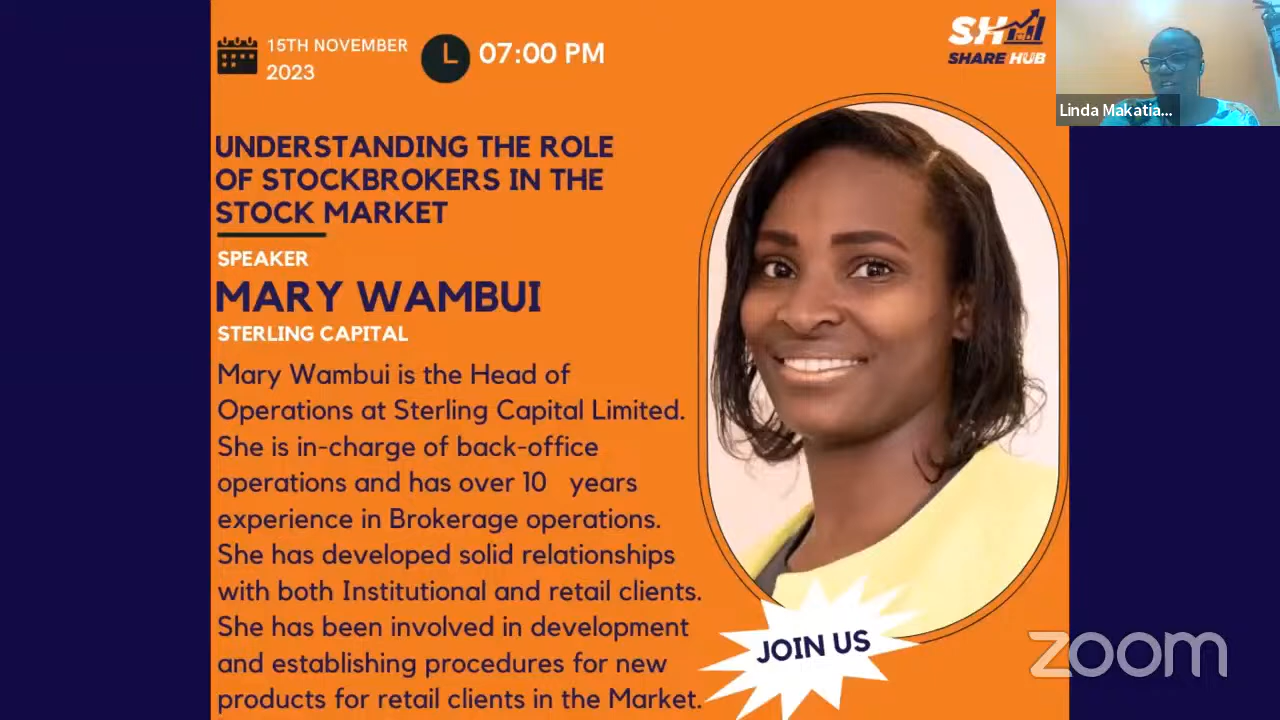 15TH NOVEMBER
2023
07:00 PM
SH
SHARE HUB
Linda Makatia...
UNDERSTANDING THE ROLE
OF STOCKBROKERS IN THE
STOCK MARKET
SPEAKER
MARY WAMBUI
STERLING CAPITAL
Mary Wambui is the Head of
Operations at Sterling Capital Limited.
She is in-charge of back-office
operations and has over 10 years
experience in Brokerage operations.
She has developed solid relationships
with both Institutional and retail clients.
She has been involved in development
and establishing procedures for new
products for retail clients in the Market.
JOIN US
zoom